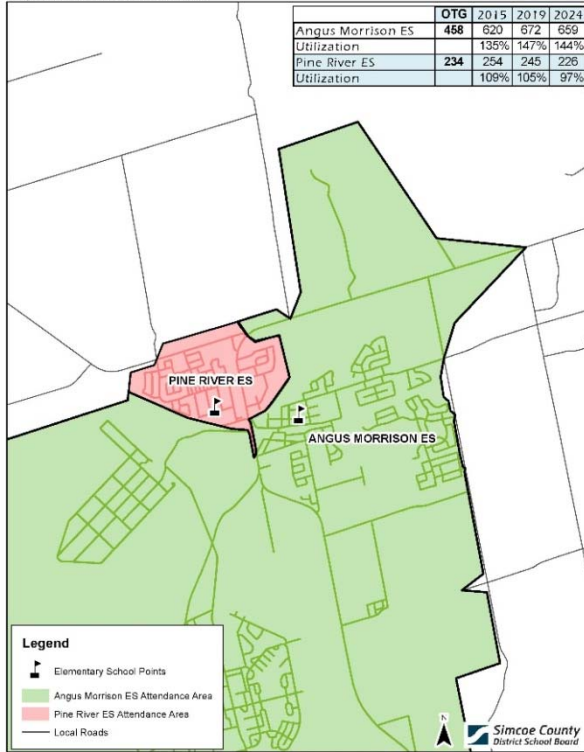 OTG 2015 2019 2024
Angus Morrison ES 458 620 672 659
Utilization 135% 147% 144%
Pine River ES 234 254 245 226
Utilization 109% 105% 97%
PINE RIVER ES
ANGUS MORRISON ES
Legend
Elementary School Points
Angus Morrison ES Attendance Area
Pine River ES Attendance Area
Local Roads
N
Simcoe County
District School Board